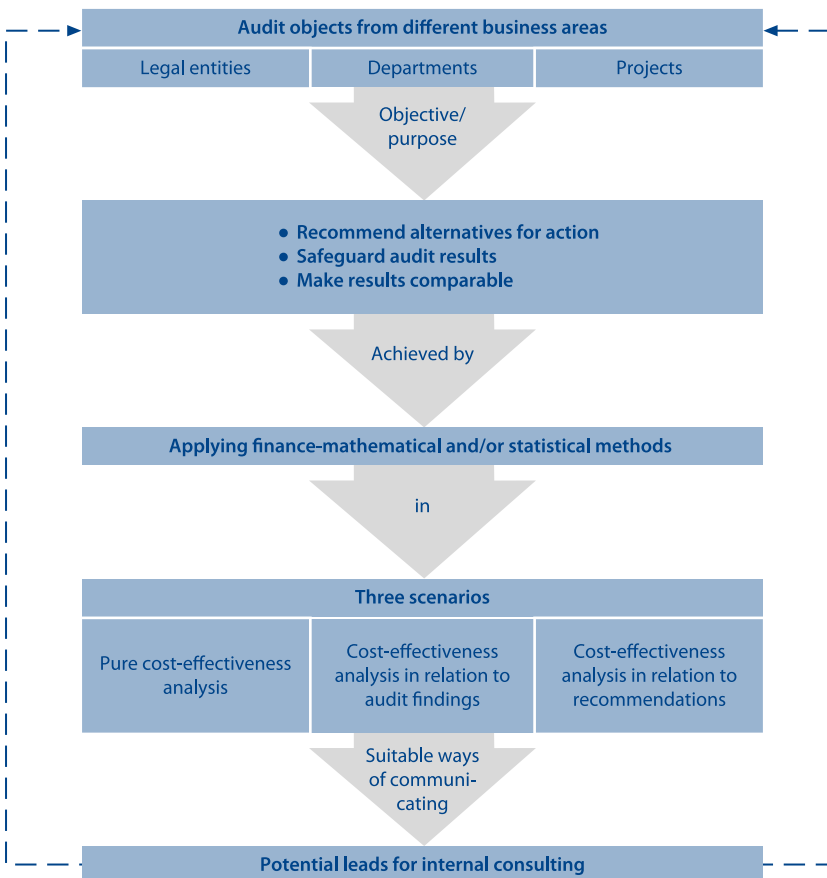 Audit objects from different business areas
Legal entities
Departments
Projects
Objective/
purpose
● Recommend alternatives for action
● Safeguard audit results
● Make results comparable
Achieved by
Applying finance-mathematical and/or statistical methods
in
Three scenarios
Pure cost-effectiveness
analysis
Cost-effectiveness
analysis in relation to
audit findings
Cost-effectiveness
analysis in relation to
recommendations
Suitable ways
of communi-
cating
Potential leads for internal consulting